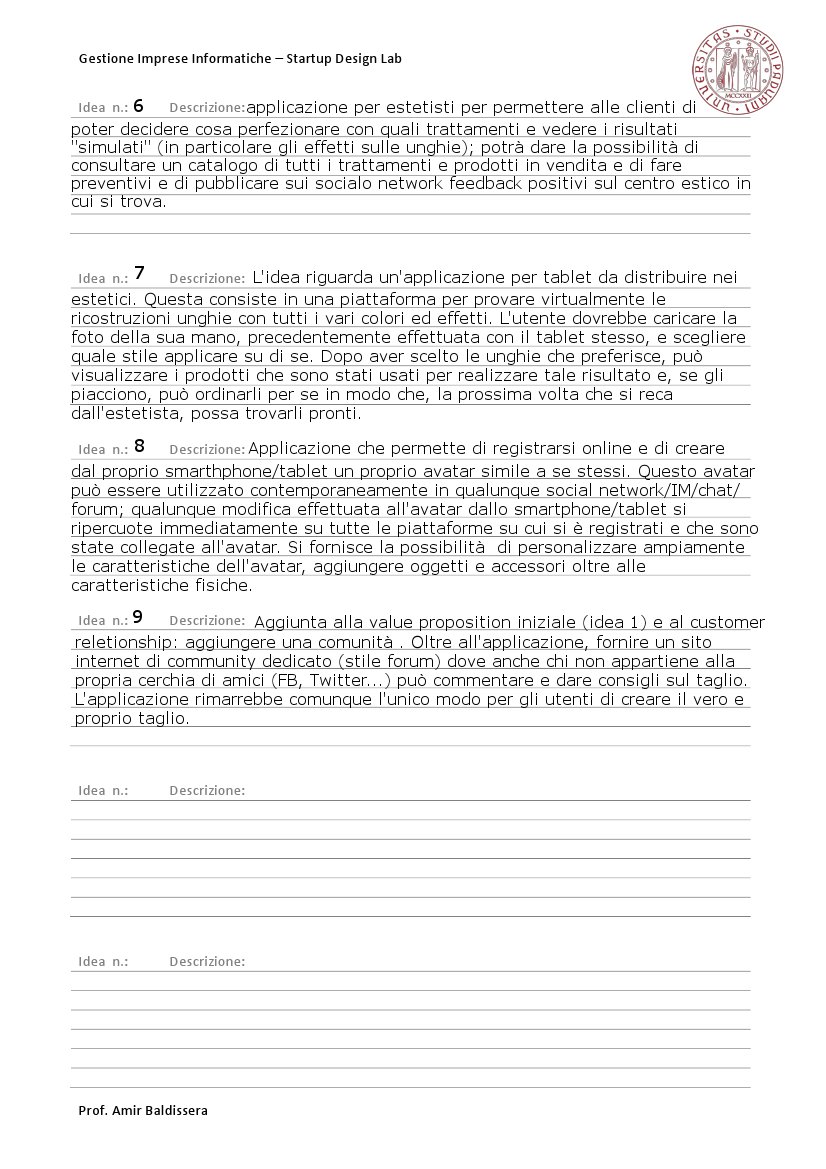 Gestione Imprese Informatiche – Startup Design Lab
UNIVERSITAS STUDII PADUANI
MCCXXII
Idea n.: 6 Descrizione: applicazione per estetisti per permettere alle clienti di
poter decidere cosa perfezionare con quali trattamenti e vedere i risultati
"simulati" (in particolare gli effetti sulle unghie); potrà dare la possibilità di
consultare un catalogo di tutti i trattamenti e prodotti in vendita e di fare
preventivi e di pubblicare sui socialo network feedback positivi sul centro estico in
cui si trova.
Idea n.: 7 Descrizione: L'idea riguarda un'applicazione per tablet da distribuire nei
estetici. Questa consiste in una piattaforma per provare virtualmente le
ricostruzioni unghie con tutti i vari colori ed effetti. L'utente dovrebbe caricare la
foto della sua mano, precedentemente effettuata con il tablet stesso, e scegliere
quale stile applicare su di se. Dopo aver scelto le unghie che preferisce, può
visualizzare i prodotti che sono stati usati per realizzare tale risultato e, se gli
piacciono, può ordinarli per se in modo che, la prossima volta che si reca
dall'estetista, possa trovarli pronti.
Idea n.: 8 Descrizione: Applicazione che permette di registrarsi online e di creare
dal proprio smarthphone/tablet un proprio avatar simile a se stessi. Questo avatar
può essere utilizzato contemporaneamente in qualunque social network/IM/chat/
forum; qualunque modifica effettuata all'avatar dallo smartphone/tablet si
ripercuote immediatamente su tutte le piattaforme su cui si è registrati e che sono
state collegate all'avatar. Si fornisce la possibilità di personalizzare ampiamente
le caratteristiche dell'avatar, aggiungere oggetti e accessori oltre alle
caratteristiche fisiche.
Idea n.: 9 Descrizione: Aggiunta alla value proposition iniziale (idea 1) e al customer
reletionship: aggiungere una comunità . Oltre all'applicazione, fornire un sito
internet di community dedicato (stile forum) dove anche chi non appartiene alla
propria cerchia di amici (FB, Twitter...) può commentare e dare consigli sul taglio.
L'applicazione rimarrebbe comunque l'unico modo per gli utenti di creare il vero e
proprio taglio.
Idea n.: Descrizione:
Idea n.: Descrizione:
Prof. Amir Baldissera